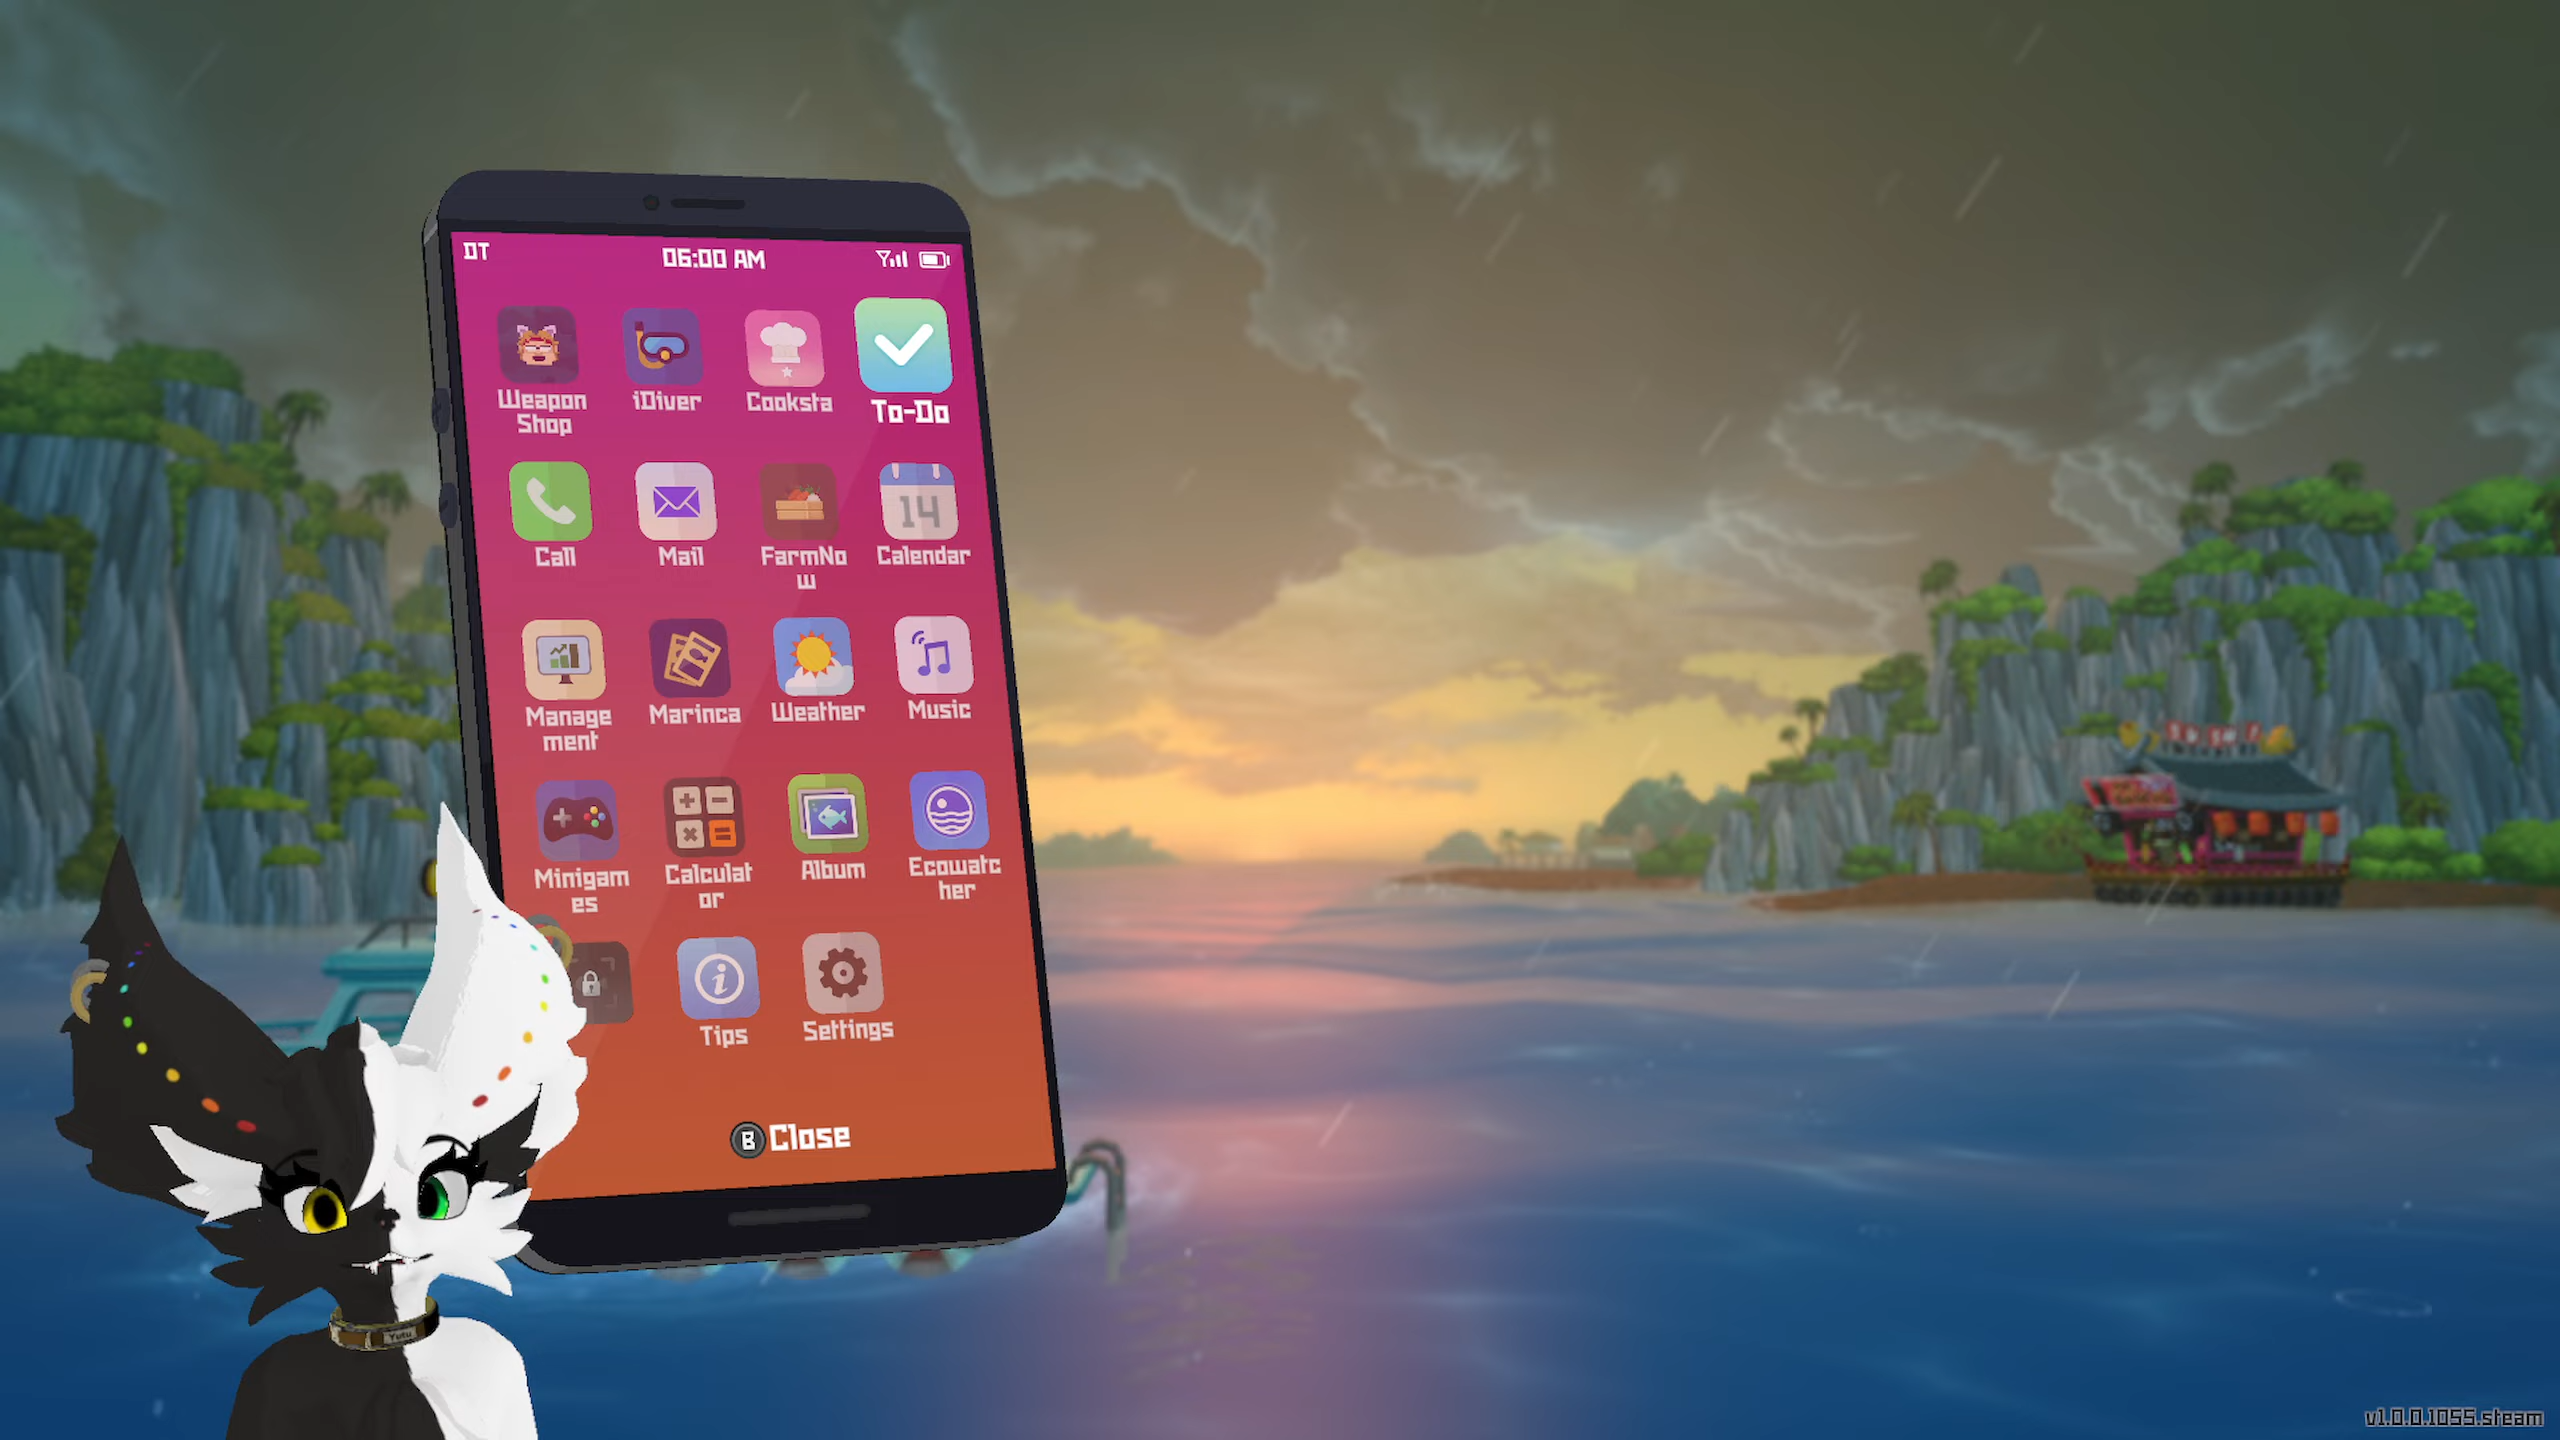 DT
06:00 AM
Weapon
Shop
iDiver
Cooksta
To-Do
Call
Mail
FarmNo
w
Calendar
14
Manage
ment
Marinca
Weather
Music
Minigam
es
Calculat
or
Album
Ecowatc
her
Tips
Settings
B Close
Yutu
v1.0.0.1055.steam